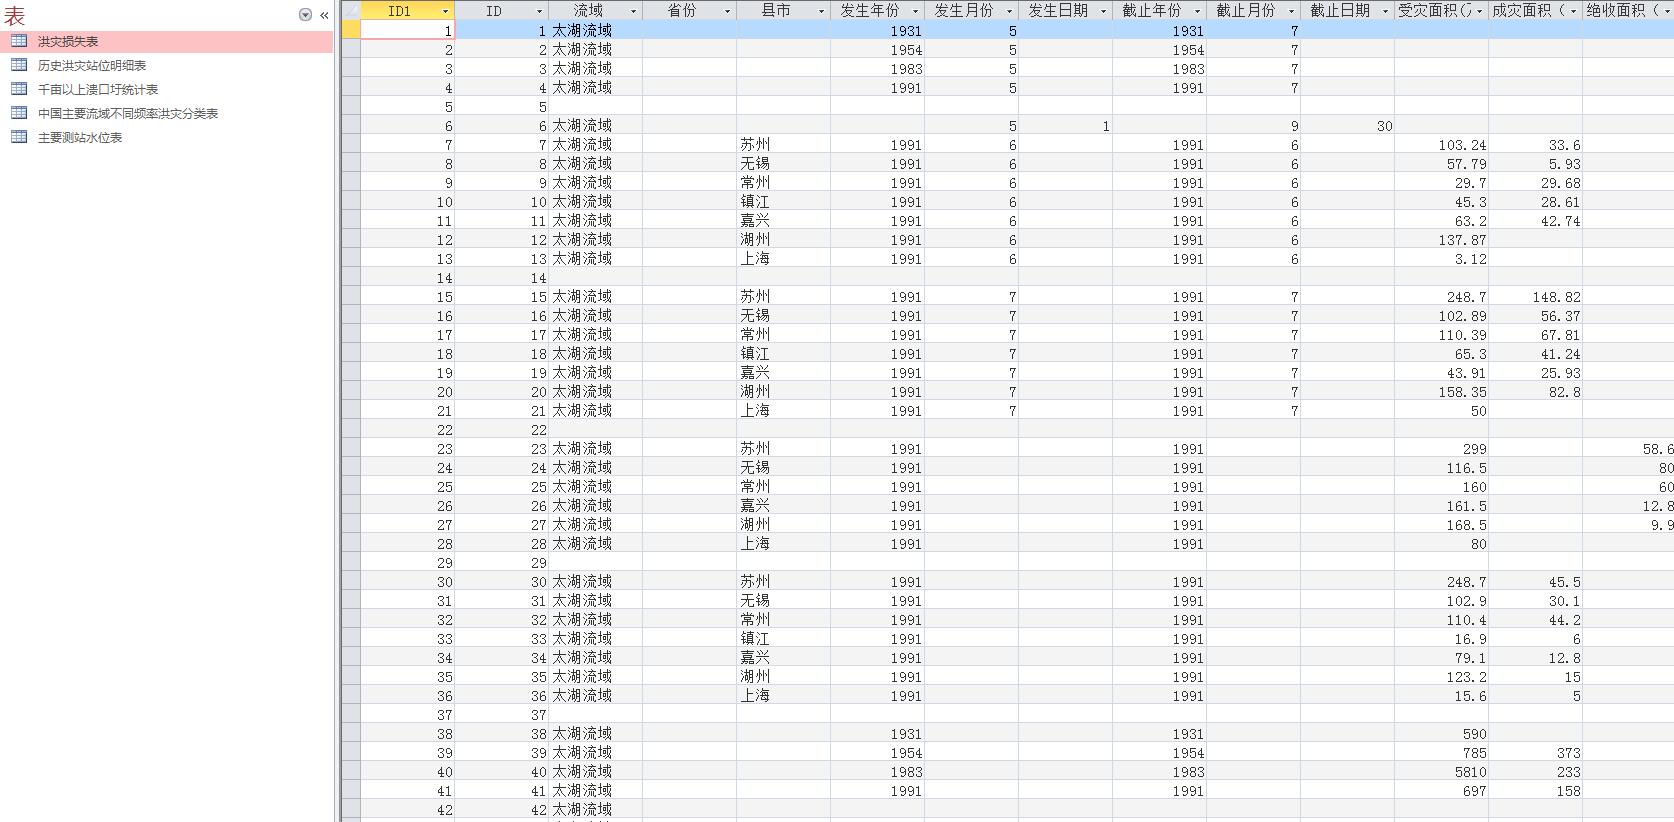 表
«
洪灾损失表
历史洪灾站位明细表
千亩以上溃口圩统计表
中国主要流域不同频率洪灾分类表
主要测站水位表
ID1 ID 流域 省份 县市 发生年份 发生月份 发生日期 截止年份 截止月份 截止日期 受灾面积(万 成灾面积( 绝收面积(
1 1 太湖流域 1931 5 1931 7
2 2 太湖流域 1954 5 1954 7
3 3 太湖流域 1983 5 1983 7
4 4 太湖流域 1991 5 1991 7
5 5
6 6 太湖流域 5 1 9 30
7 7 太湖流域 苏州 1991 6 1991 6 103.24 33.6
8 8 太湖流域 无锡 1991 6 1991 6 57.79 5.93
9 9 太湖流域 常州 1991 6 1991 6 29.7 29.68
10 10 太湖流域 镇江 1991 6 1991 6 45.3 28.61
11 11 太湖流域 嘉兴 1991 6 1991 6 63.2 42.74
12 12 太湖流域 湖州 1991 6 1991 6 137.87
13 13 太湖流域 上海 1991 6 1991 6 3.12
14 14
15 15 太湖流域 苏州 1991 7 1991 7 248.7 148.82
16 16 太湖流域 无锡 1991 7 1991 7 102.89 56.37
17 17 太湖流域 常州 1991 7 1991 7 110.39 67.81
18 18 太湖流域 镇江 1991 7 1991 7 65.3 41.24
19 19 太湖流域 嘉兴 1991 7 1991 7 43.91 25.93
20 20 太湖流域 湖州 1991 7 1991 7 158.35 82.8
21 21 太湖流域 上海 1991 7 1991 7 50
22 22
23 23 太湖流域 苏州 1991 1991 299 58.6
24 24 太湖流域 无锡 1991 1991 116.5 80
25 25 太湖流域 常州 1991 1991 160 60
26 26 太湖流域 嘉兴 1991 1991 161.5 12.8
27 27 太湖流域 湖州 1991 1991 168.5 9.9
28 28 太湖流域 上海 1991 1991 80
29 29
30 30 太湖流域 苏州 1991 1991 248.7 45.5
31 31 太湖流域 无锡 1991 1991 102.9 30.1
32 32 太湖流域 常州 1991 1991 110.4 44.2
33 33 太湖流域 镇江 1991 1991 16.9 6
34 34 太湖流域 嘉兴 1991 1991 79.1 12.8
35 35 太湖流域 湖州 1991 1991 123.2 15
36 36 太湖流域 上海 1991 1991 15.6 5
37 37
38 38 太湖流域 1931 1931 590
39 39 太湖流域 1954 1954 785 373
40 40 太湖流域 1983 1983 5810 233
41 41 太湖流域 1991 1991 697 158
42 42 太湖流域